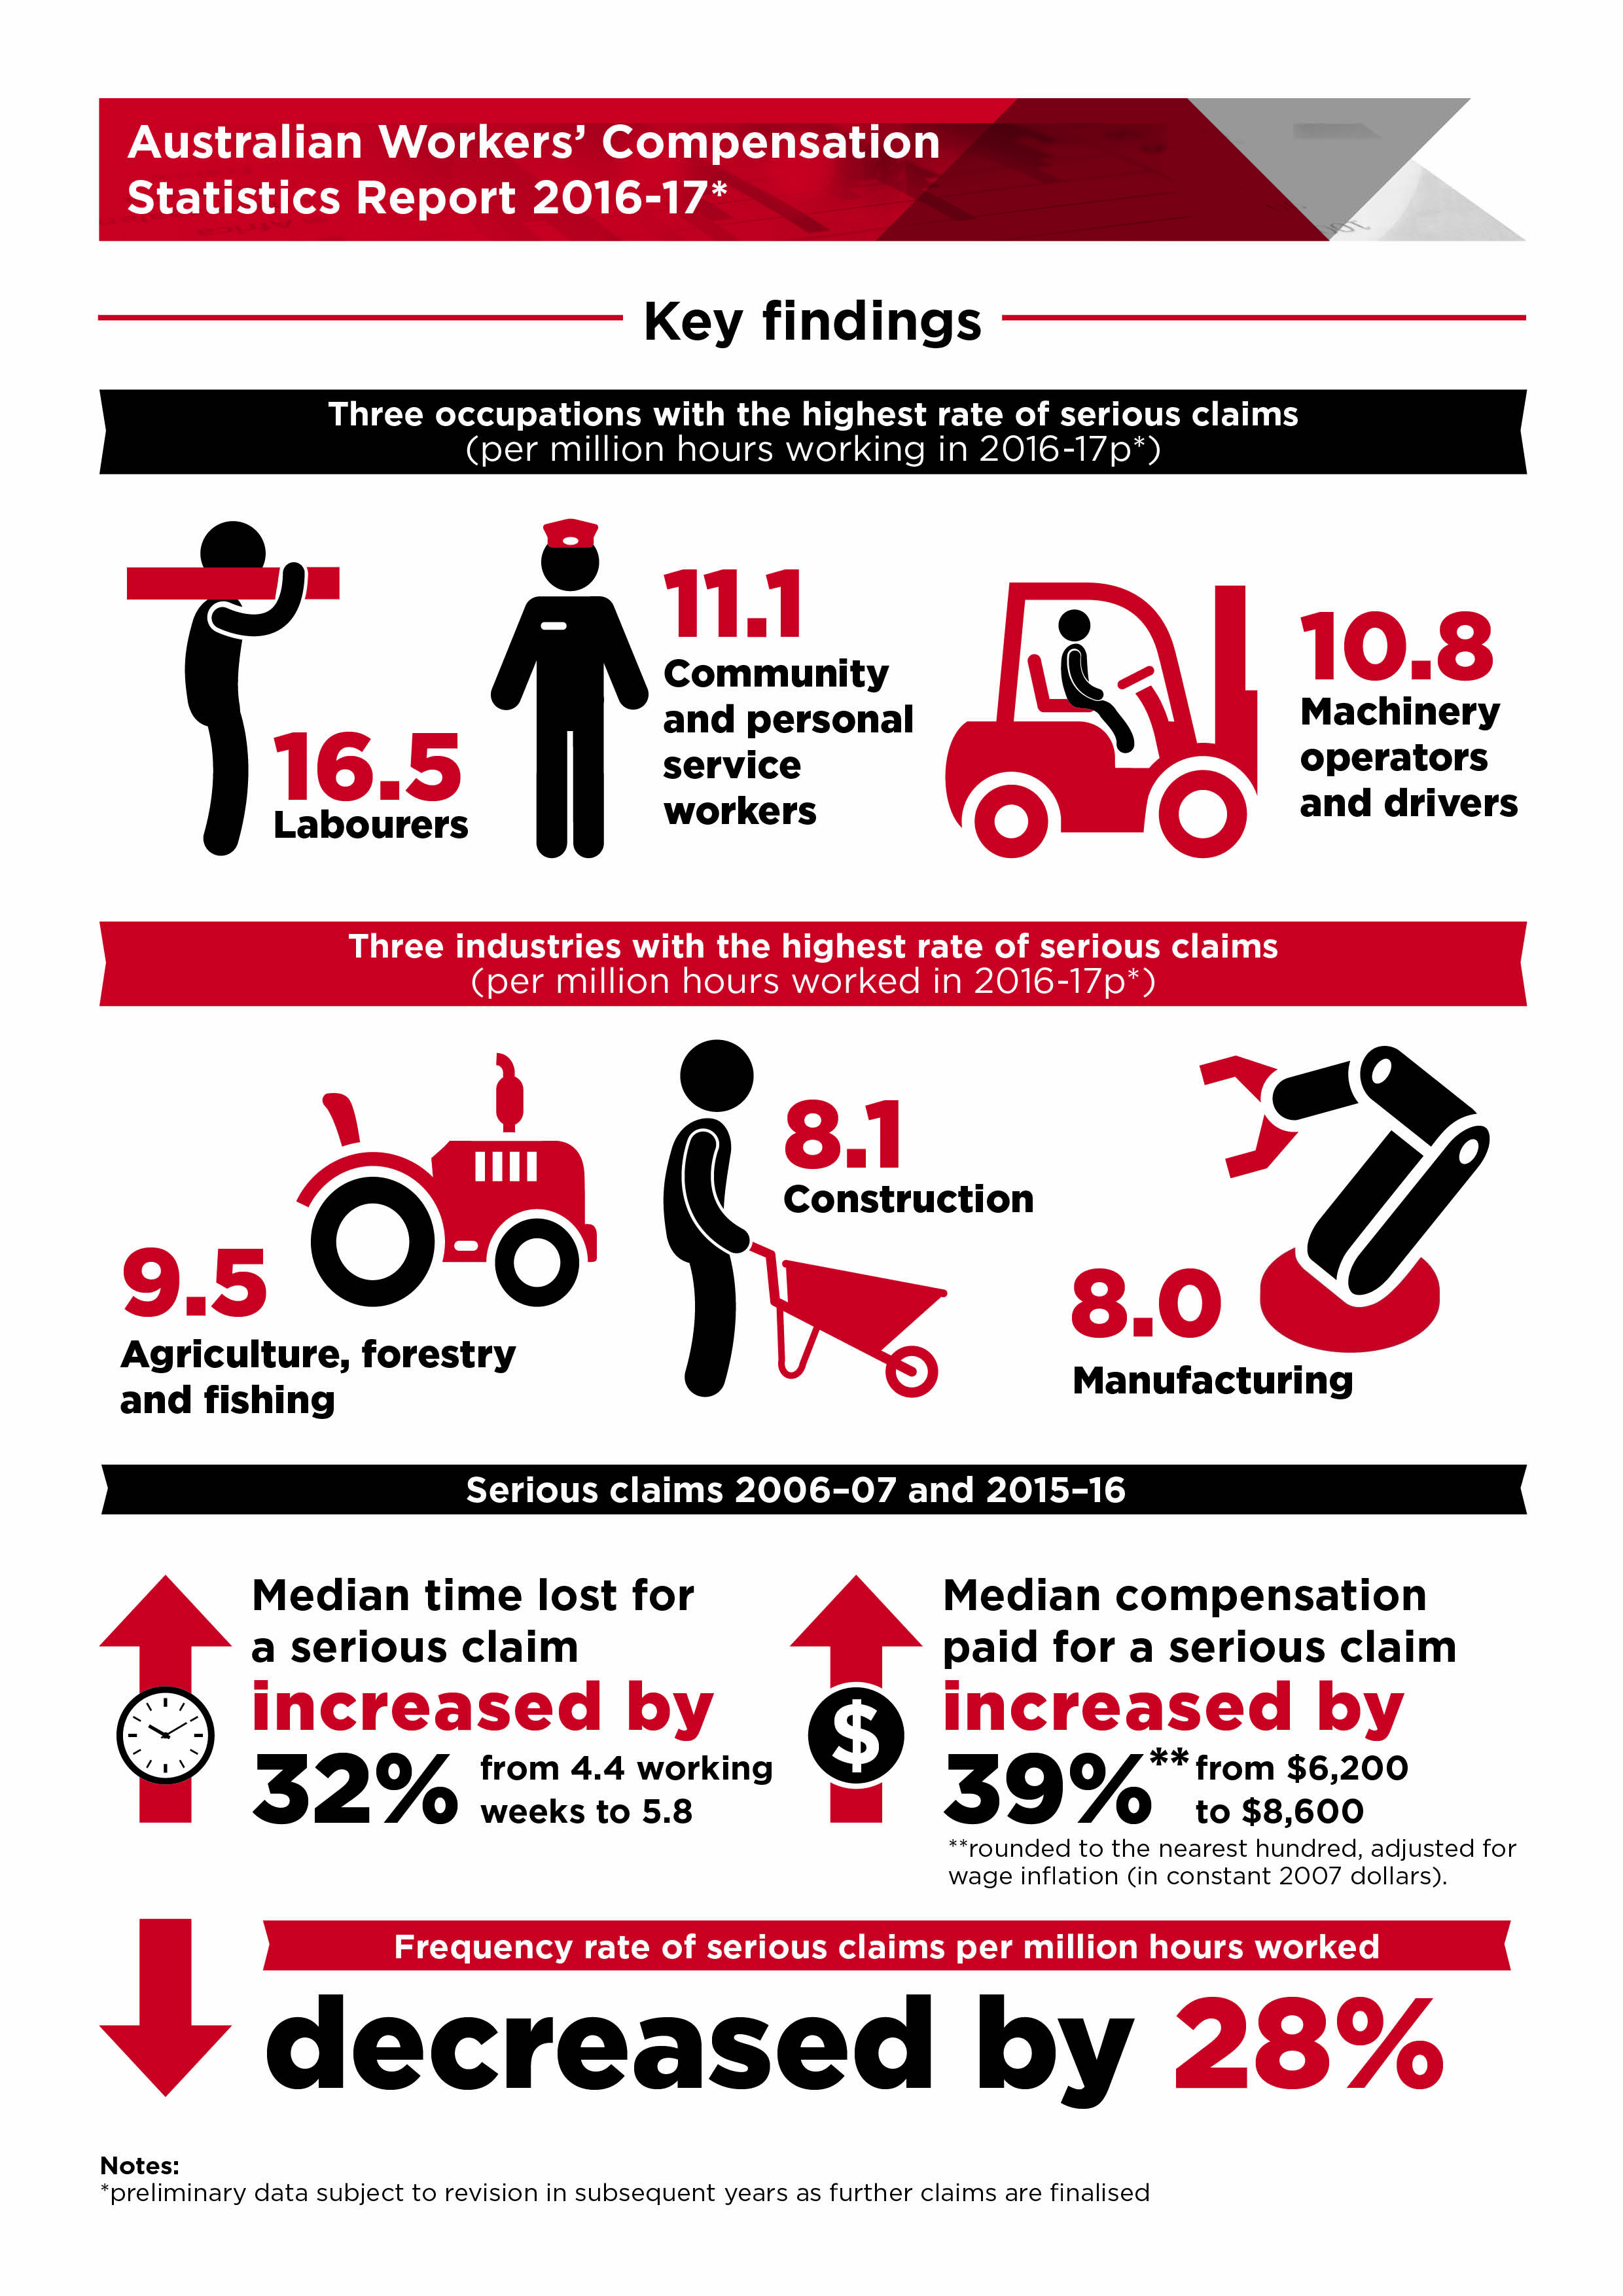 Australian Workers’ Compensation
Statistics Report 2016-17*
Key findings
Three occupations with the highest rate of serious claims
(per million hours working in 2016-17p*)
16.5
Labourers
11.1
Community
and personal
service
workers
10.8
Machinery
operators
and drivers
Three industries with the highest rate of serious claims
(per million hours worked in 2016-17p*)
9.5
Agriculture, forestry
and fishing
8.1
Construction
8.0
Manufacturing
Serious claims 2006–07 and 2015–16
Median time lost for
a serious claim
increased by
32% from 4.4 working
weeks to 5.8
$
Median compensation
paid for a serious claim
increased by
39%** from $6,200
to $8,600
**rounded to the nearest hundred, adjusted for
wage inflation (in constant 2007 dollars).
Frequency rate of serious claims per million hours worked
decreased by 28%
Notes:
*preliminary data subject to revision in subsequent years as further claims are finalised